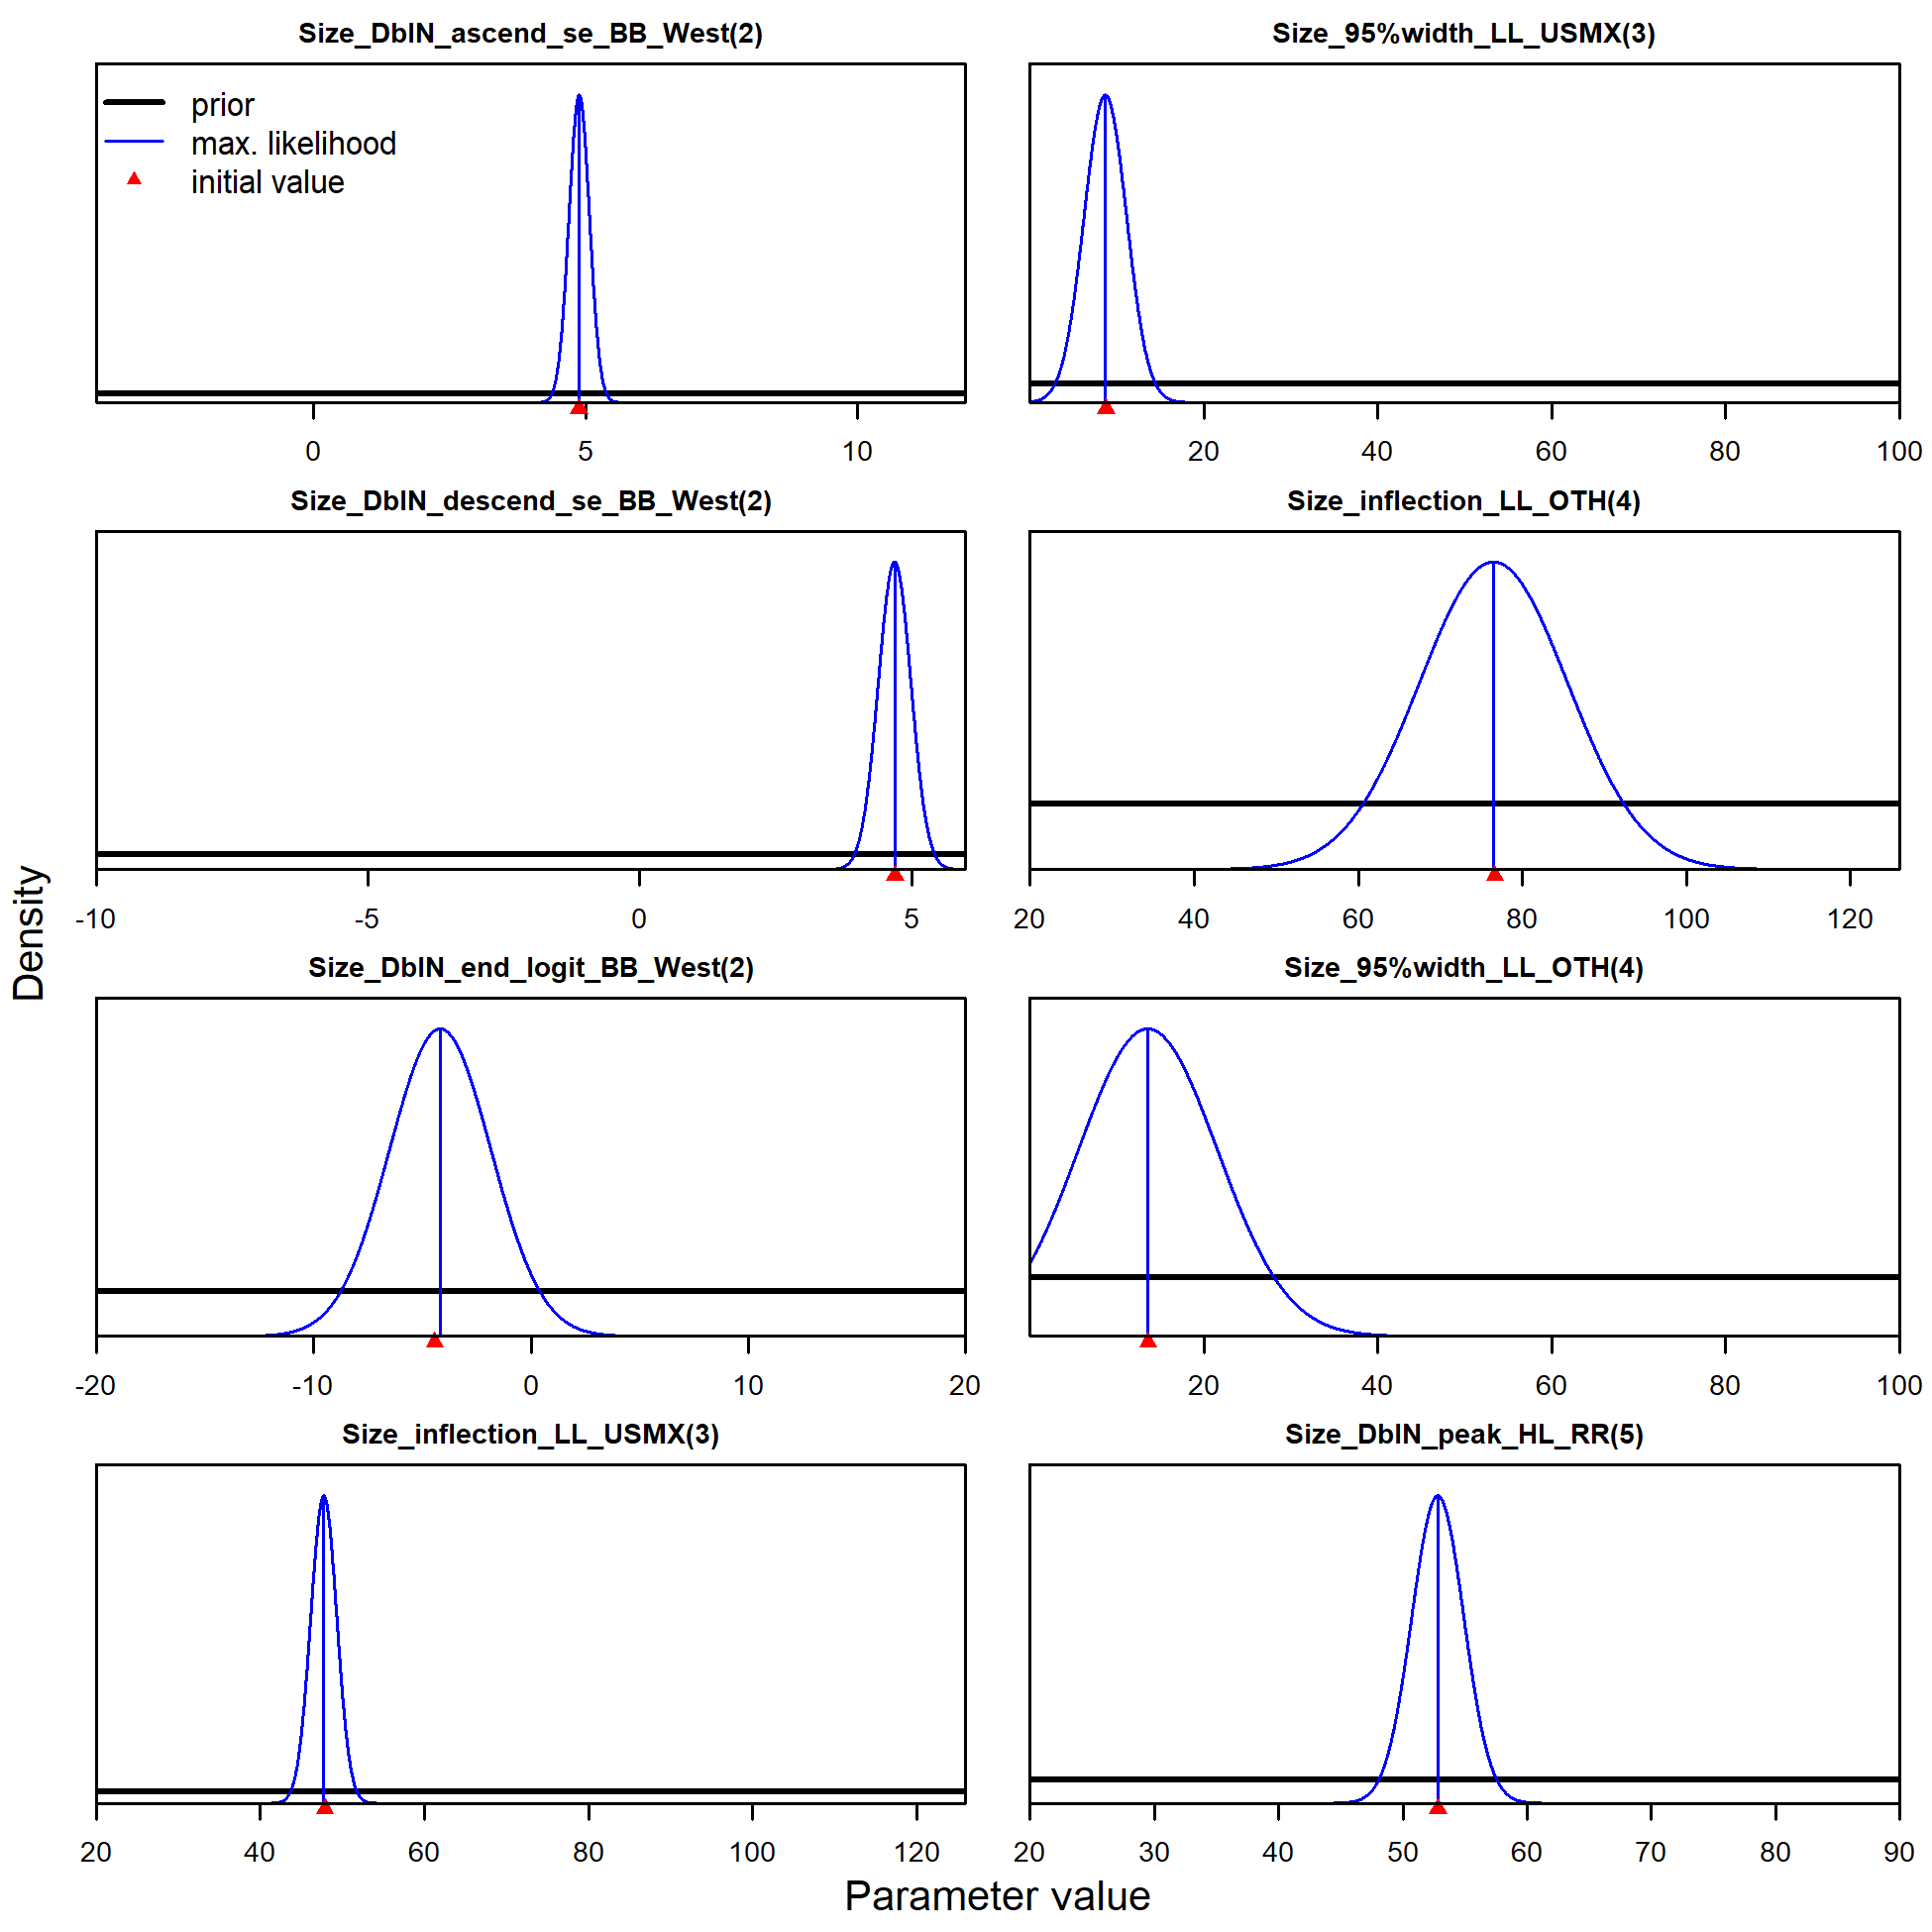 Size_DblN_ascend_se_BB_West(2)
prior
max. likelihood
initial value
0 5 10
Size_95%width_LL_USMX(3)
20 40 60 80 100
Size_DblN_descend_se_BB_West(2)
-10 -5 0 5
Size_inflection_LL_OTH(4)
20 40 60 80 100 120
Size_DblN_end_logit_BB_West(2)
-20 -10 0 10 20
Size_95%width_LL_OTH(4)
20 40 60 80 100
Size_inflection_LL_USMX(3)
20 40 60 80 100 120
Size_DblN_peak_HL_RR(5)
20 30 40 50 60 70 80 90
Density
Parameter value